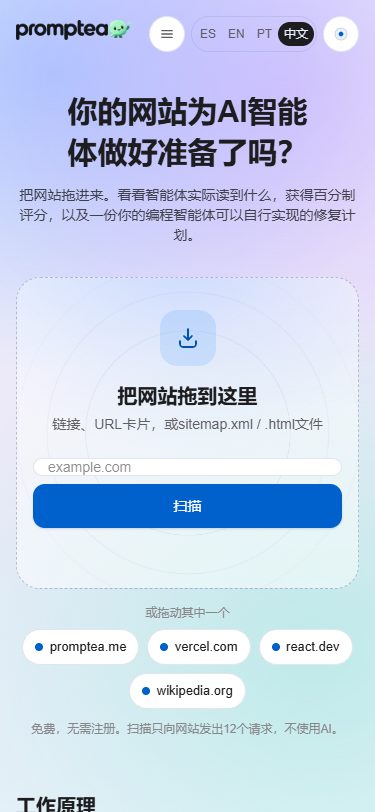 promptea
ES EN PT 中文
你的网站为AI智能
体做好准备了吗？
把网站拖进来。看看智能体实际读到什么，获得百分制
评分，以及一份你的编程智能体可以自行实现的修复计
划。
把网站拖到这里
链接、URL卡片，或sitemap.xml / .html文件
example.com
扫描
或拖动其中一个
promptea.me
vercel.com
react.dev
wikipedia.org
免费，无需注册。扫描只向网站发出12个请求，不使用AI。
工作原理